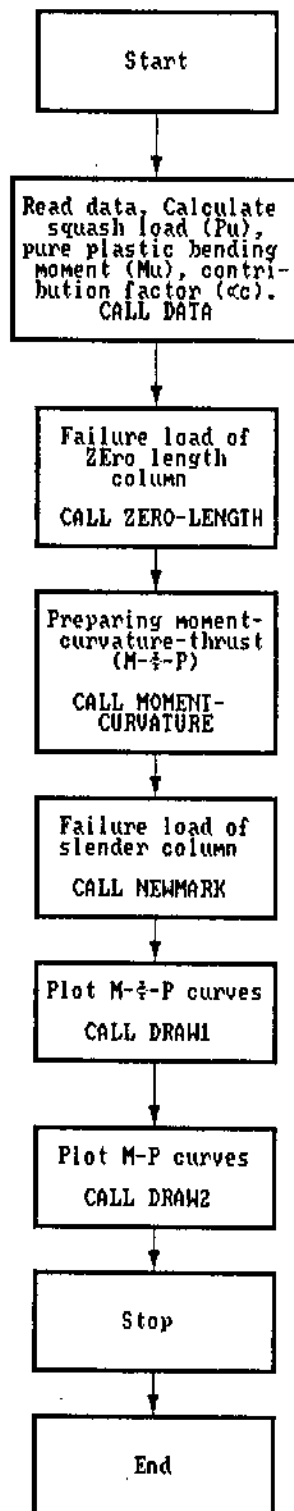 Start
Read data, Calculate
squash load (Pu),
pure plastic bending
moment (Mu), contri-
bution factor (∝c).
CALL DATA
Failure load of
ZEro length
column
CALL ZERO-LENGTH
Preparing moment-
curvature-thrust
(M-φ-P)
CALL MOMENT-
CURVATURE
Failure load of
slender column
CALL NEWMARK
Plot M-φ-P curves
CALL DRAW1
Plot M-P curves
CALL DRAW2
Stop
End